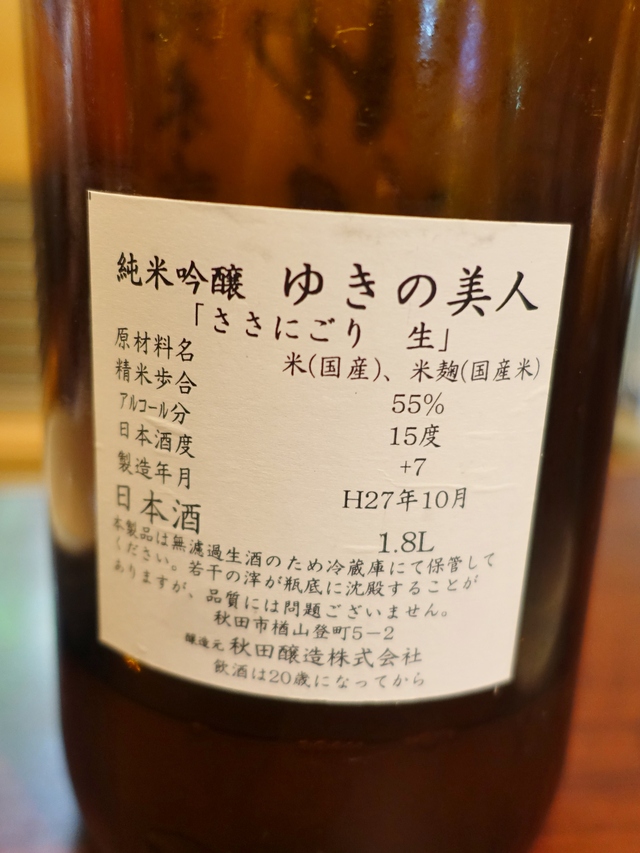 純米吟醸 ゆきの美人
「ささにごり 生」
原材料名 米(国産)、米麹(国産米)
精米歩合 55%
アルコール分 15度
日本酒度 +7
製造年月 H27年10月
日本酒 1.8L
本製品は無濾過生酒のため冷蔵庫にて保管して
ください。若干の滓が瓶底に沈殿することが
ありますが、品質には問題ございません。
秋田市楢山登町5-2
醸造元 秋田醸造株式会社
飲酒は20歳になってから